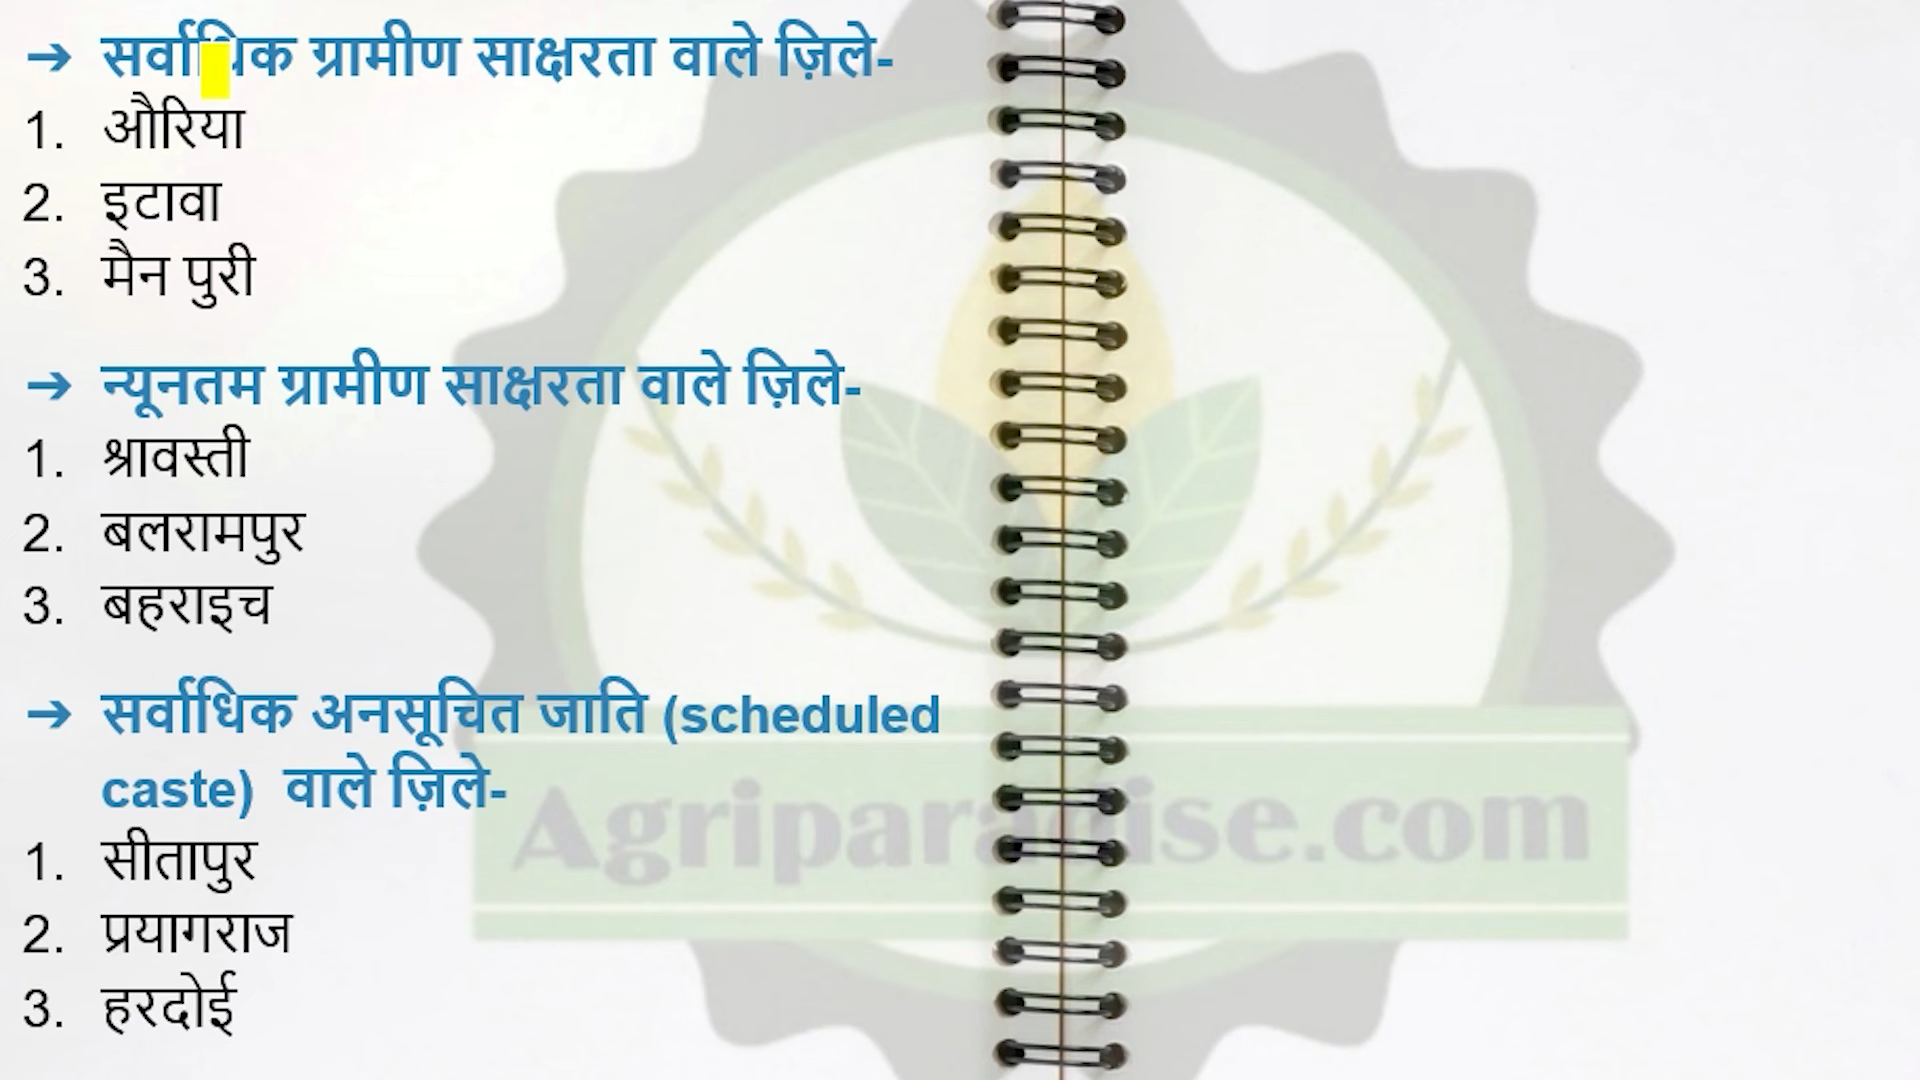 ➔ सर्वाधिक ग्रामीण साक्षरता वाले ज़िले-
1. औरिया
2. इटावा
3. मैन पुरी
➔ न्यूनतम ग्रामीण साक्षरता वाले ज़िले-
1. श्रावस्ती
2. बलरामपुर
3. बहराइच
➔ सर्वाधिक अनसूचित जाति (scheduled
caste) वाले ज़िले-
1. सीतापुर
2. प्रयागराज
3. हरदोई
Agriparadise.com